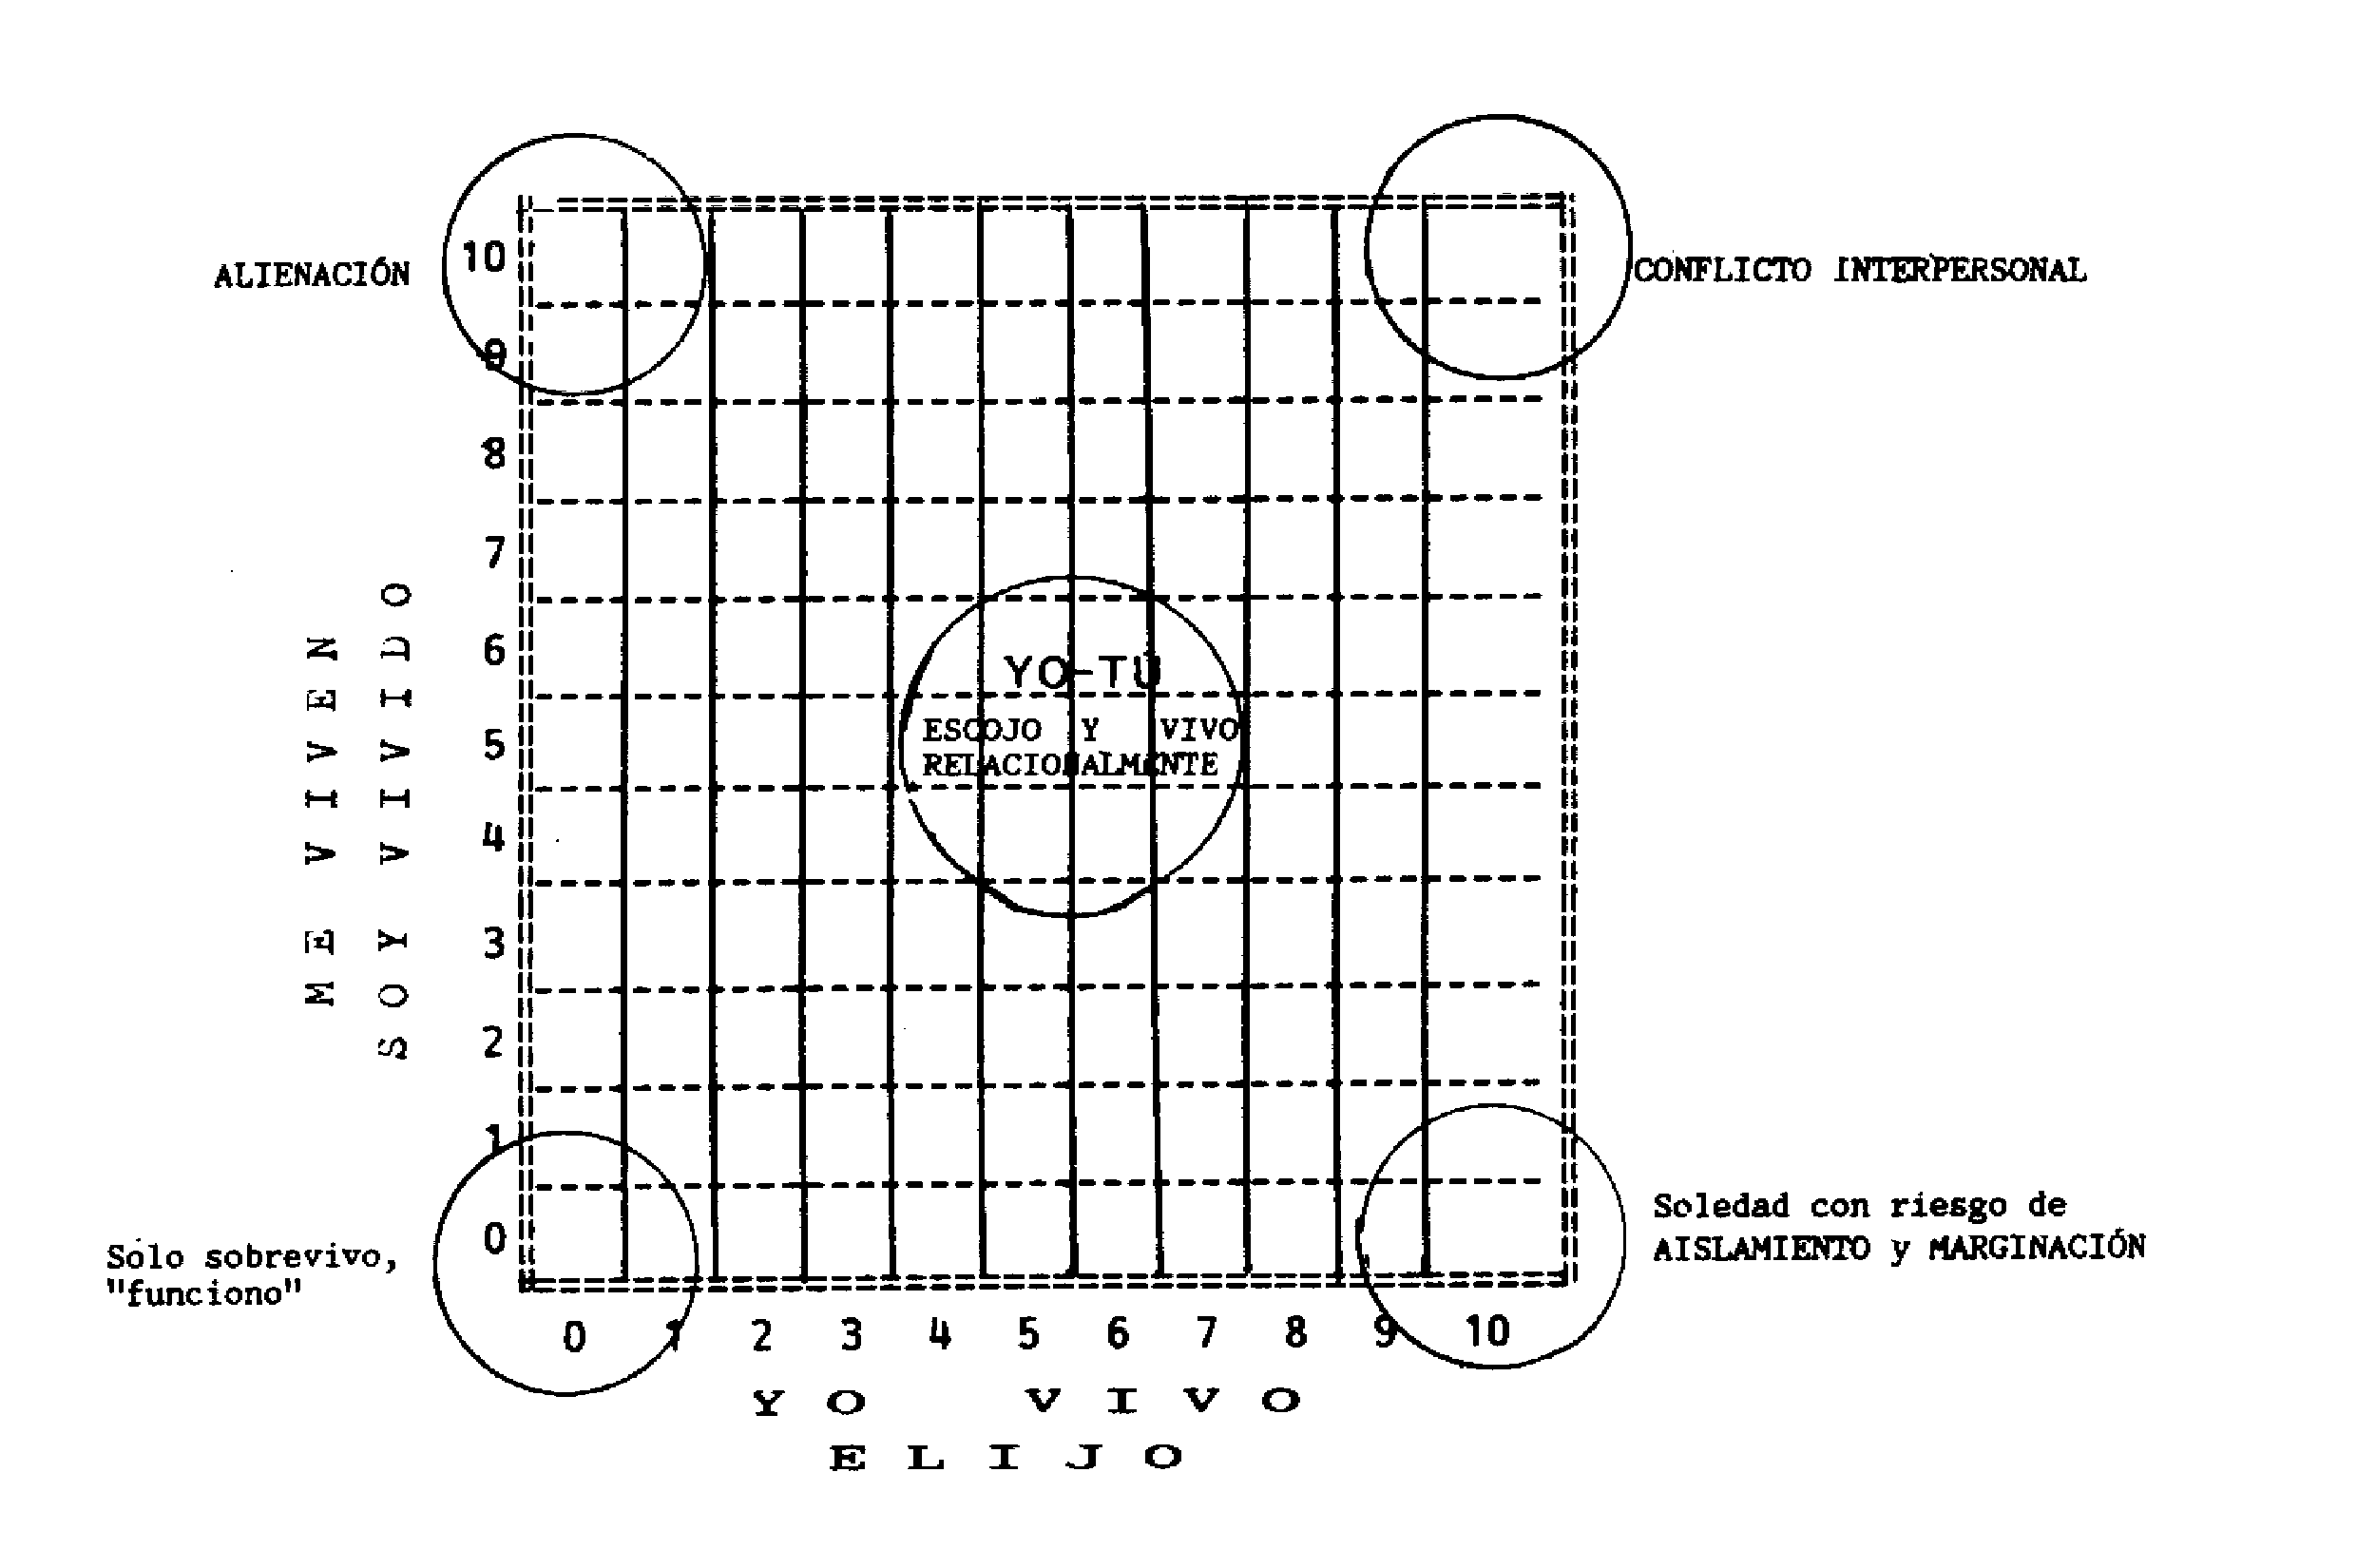 ALIENACIÓN
CONFLICTO INTERPERSONAL
10
9
8
7
6
5
4
3
2
1
0
ME VIVEN
SOY VIVIDO
YO-TU
ESCOJO Y VIVO
RELACIONALMENTE
Solo sobrevivo,
"funciono"
Soledad con riesgo de
AISLAMIENTO y MARGINACIÓN
0 1 2 3 4 5 6 7 8 9 10
YO VIVO
ELIJO